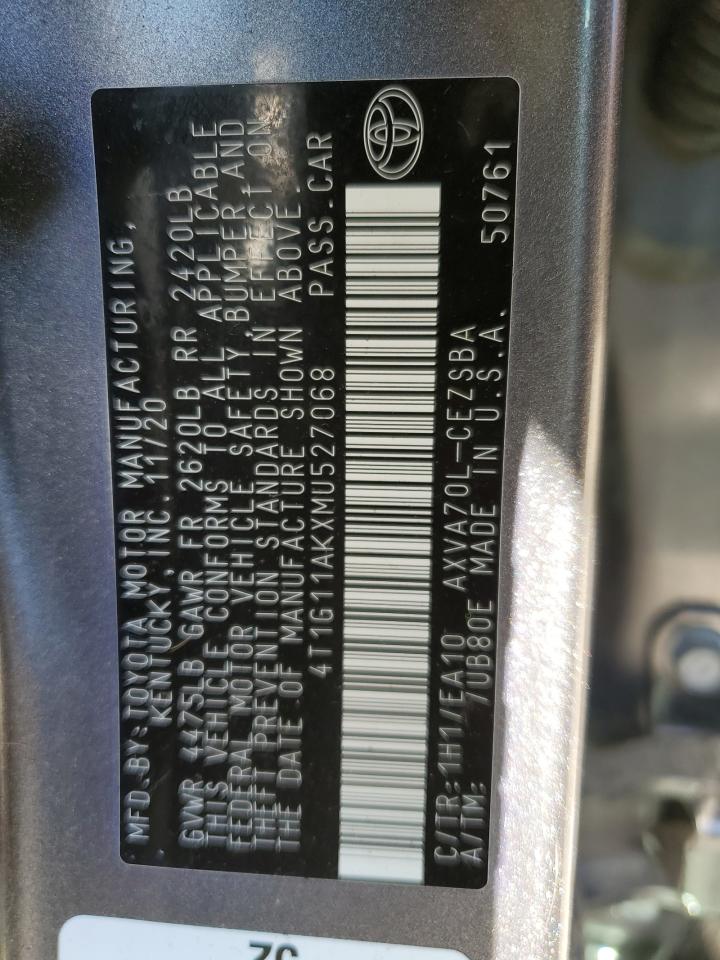 MFD.BY:TOYOTA MOTOR MANUFACTURING,
KENTUCKY,INC.11/20
GVWR 4475LB GAWR FR 2620LB RR 2420LB
THIS VEHICLE CONFORMS TO ALL APPLICABLE
FEDERAL MOTOR VEHICLE SAFETY,BUMPER,AND
THEFT PREVENTION STANDARDS IN EFFECT ON
THE DATE OF MANUFACTURE SHOWN ABOVE.
4T1G11AKXMU527068 PASS.CAR
C/TR:1H1/EA10 AXVA70L-CEZSBA
A/TM: /UB80E MADE IN U.S.A. 50761